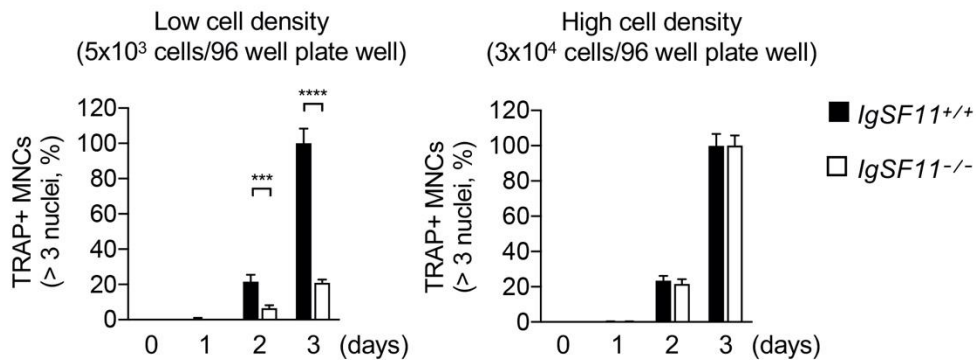 Low cell density
(5x10³ cells/96 well plate well)
TRAP+ MNCs
(> 3 nuclei, %)
120
100
80
60
40
20
0
***
****
0 1 2 3 (days)
High cell density
(3x10⁴ cells/96 well plate well)
TRAP+ MNCs
(> 3 nuclei, %)
120
100
80
60
40
20
0
0 1 2 3 (days)
IgSF11⁺/⁺
IgSF11⁻/⁻